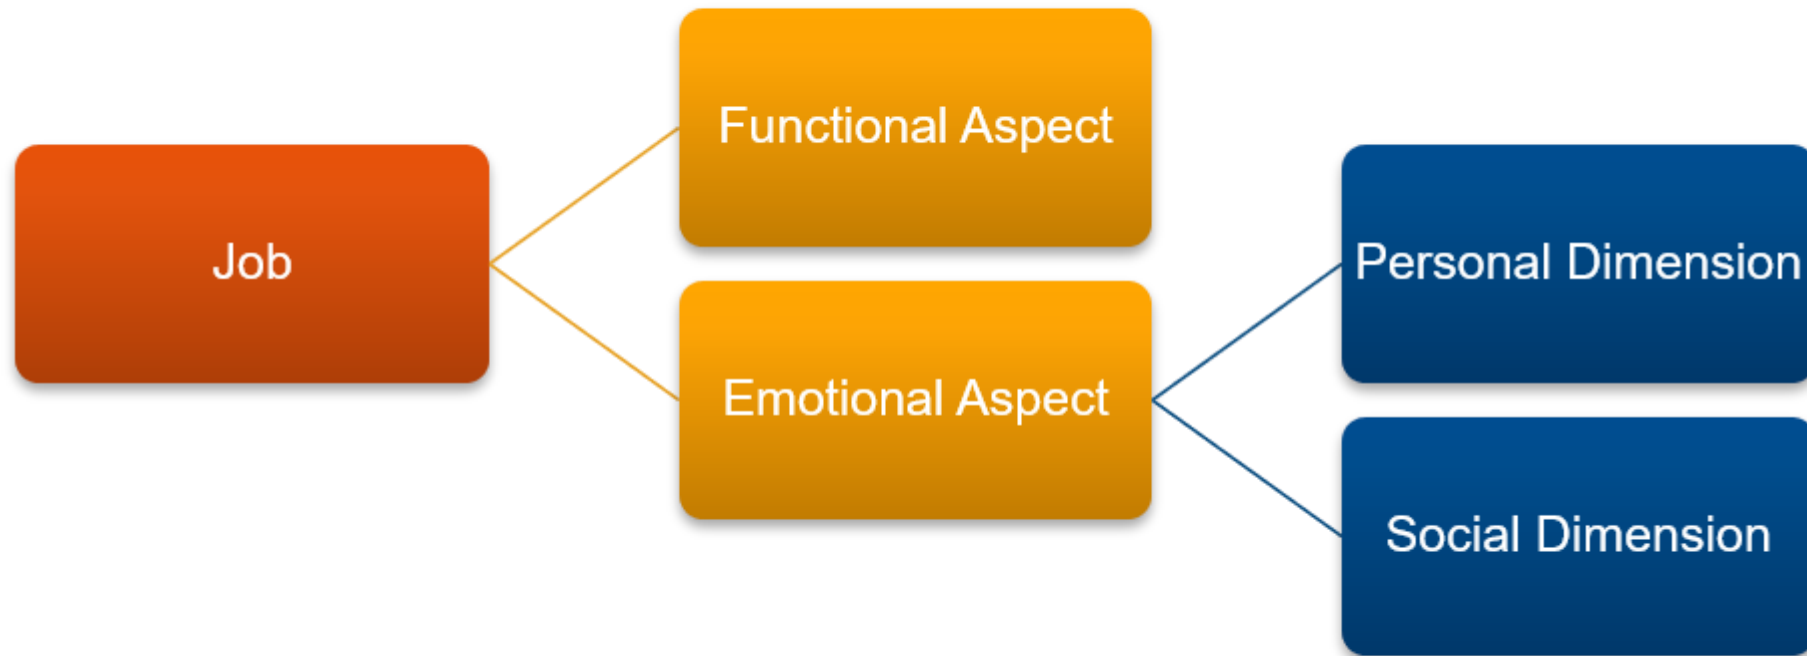 Job
Functional Aspect
Emotional Aspect
Personal Dimension
Social Dimension